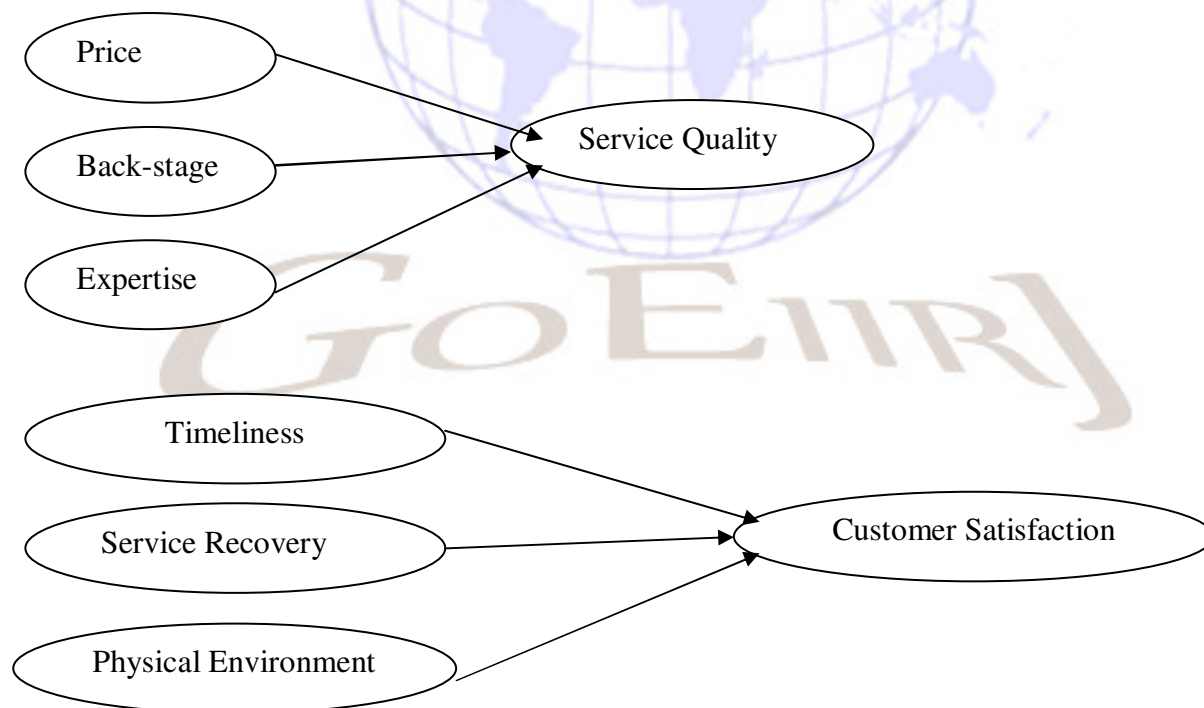 Price
Back-stage
Expertise
Service Quality
GOEIIRJ
Timeliness
Service Recovery
Physical Environment
Customer Satisfaction